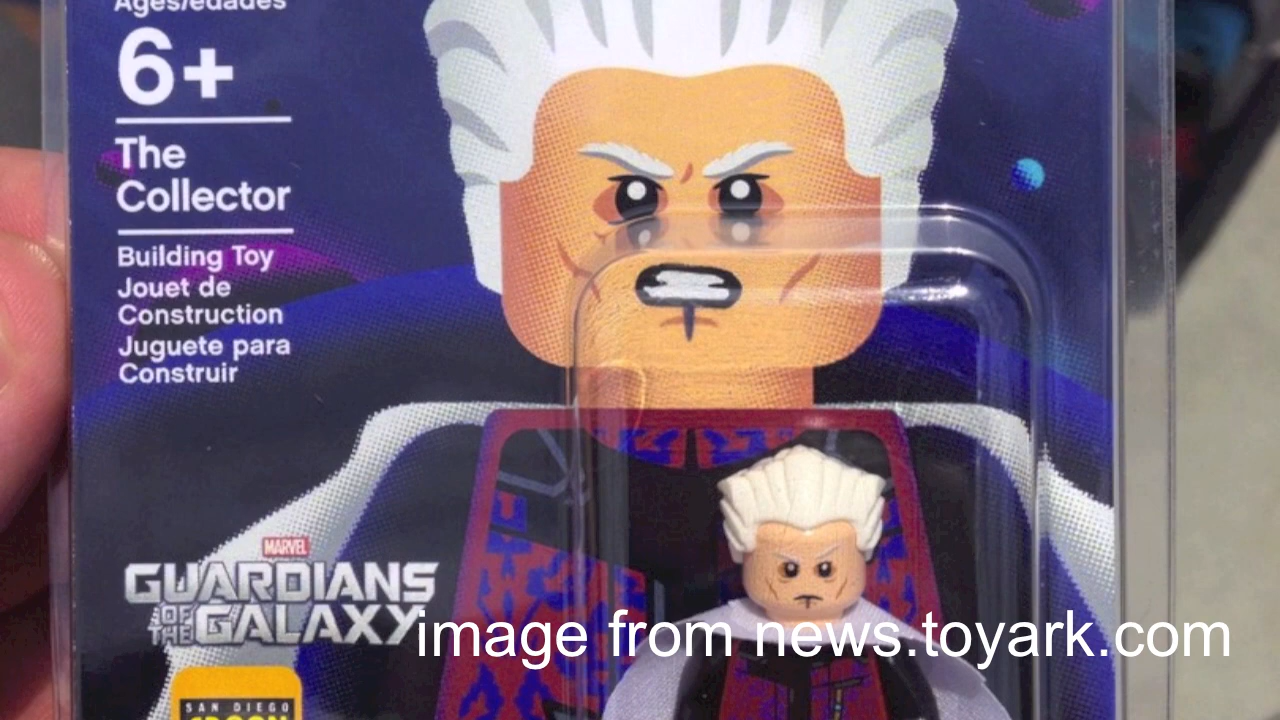 Ages/edades
6+
The
Collector
Building Toy
Jouet de
Construction
Juguete para
Construir
MARVEL
GUARDIANS
OF THE GALAXY
image from news.toyark.com
SAN DIEGO